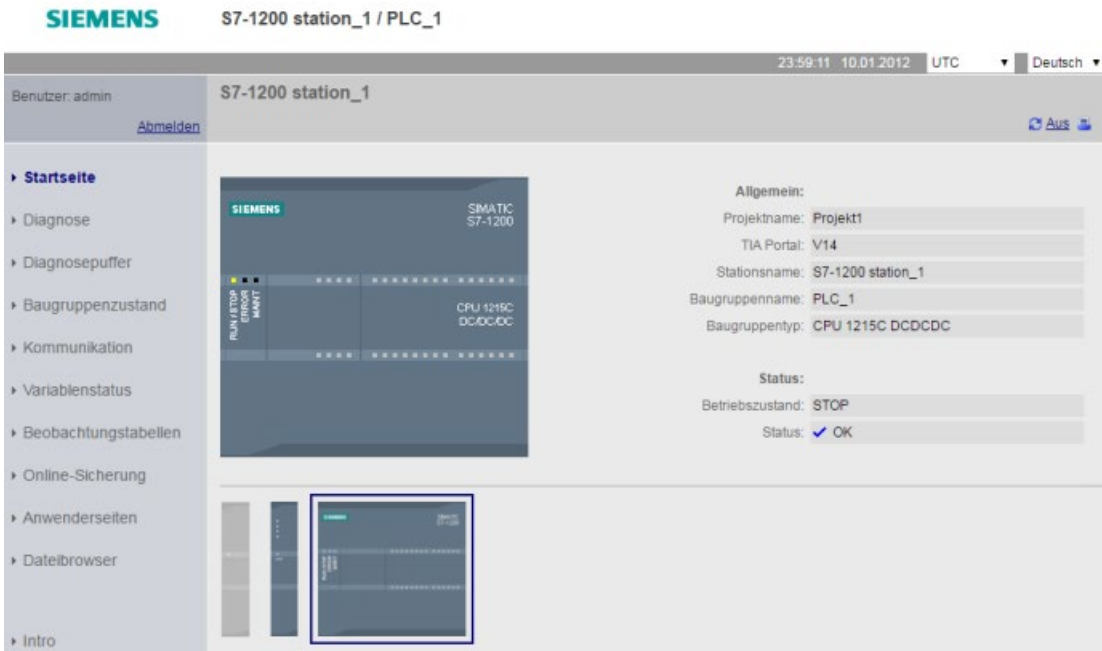 SIEMENS
S7-1200 station_1 / PLC_1
23:59:11 10.01.2012 UTC Deutsch
Benutzer: admin
Abmelden
S7-1200 station_1
Aus
Startseite
Diagnose
Diagnosepuffer
Baugruppenzustand
Kommunikation
Variablenstatus
Beobachtungstabellen
Online-Sicherung
Anwenderseiten
Dateibrowser
Intro
SIEMENS
SIMATIC
S7-1200
RUN / STOP
ERROR
MAINT
CPU 1215C
DC/DC/DC
Allgemein:
Projektname: Projekt1
TIA Portal: V14
Stationsname: S7-1200 station_1
Baugruppenname: PLC_1
Baugruppentyp: CPU 1215C DCDCDC
Status:
Betriebszustand: STOP
Status: OK